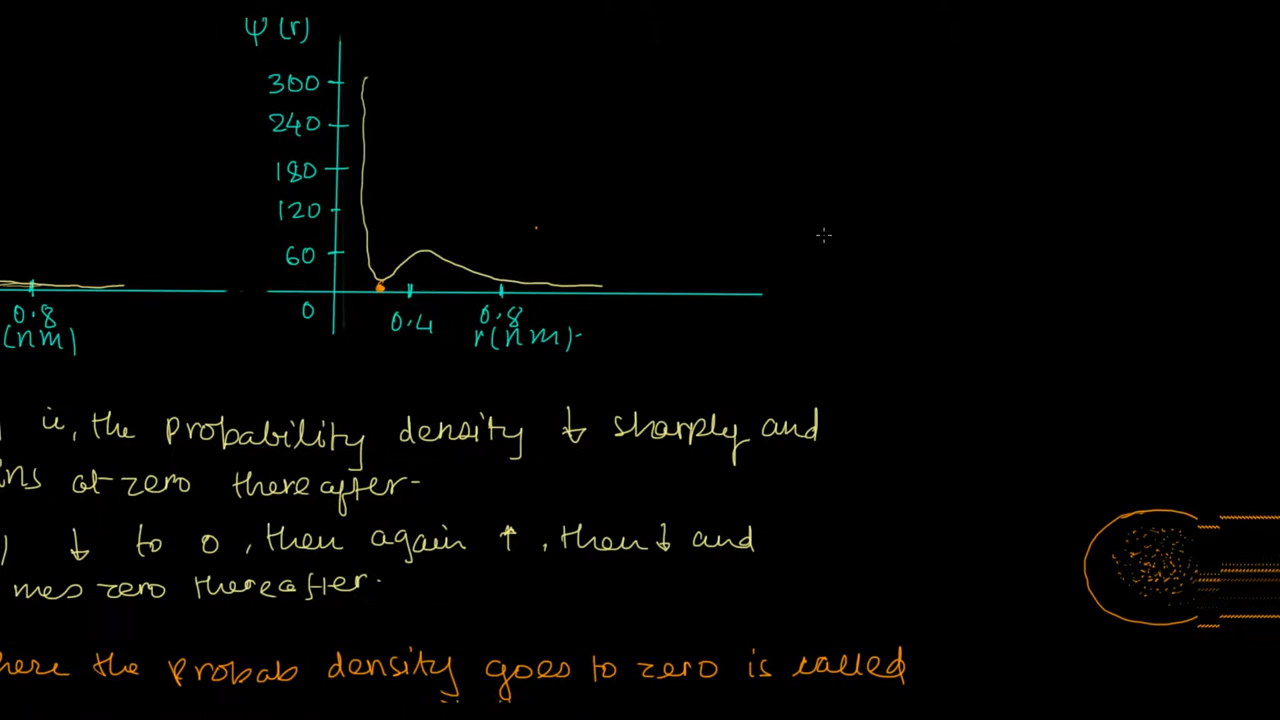 ψ(r)
300
240
180
120
60
0
0.4
0.8
r(nm)
0.8
(nm)
ie, the probability density ↓ sharply and
at zero thereafter-
) ↓ to 0, then again ↑, then ↓ and
mes zero thereafter.
here the probab density goes to zero is called